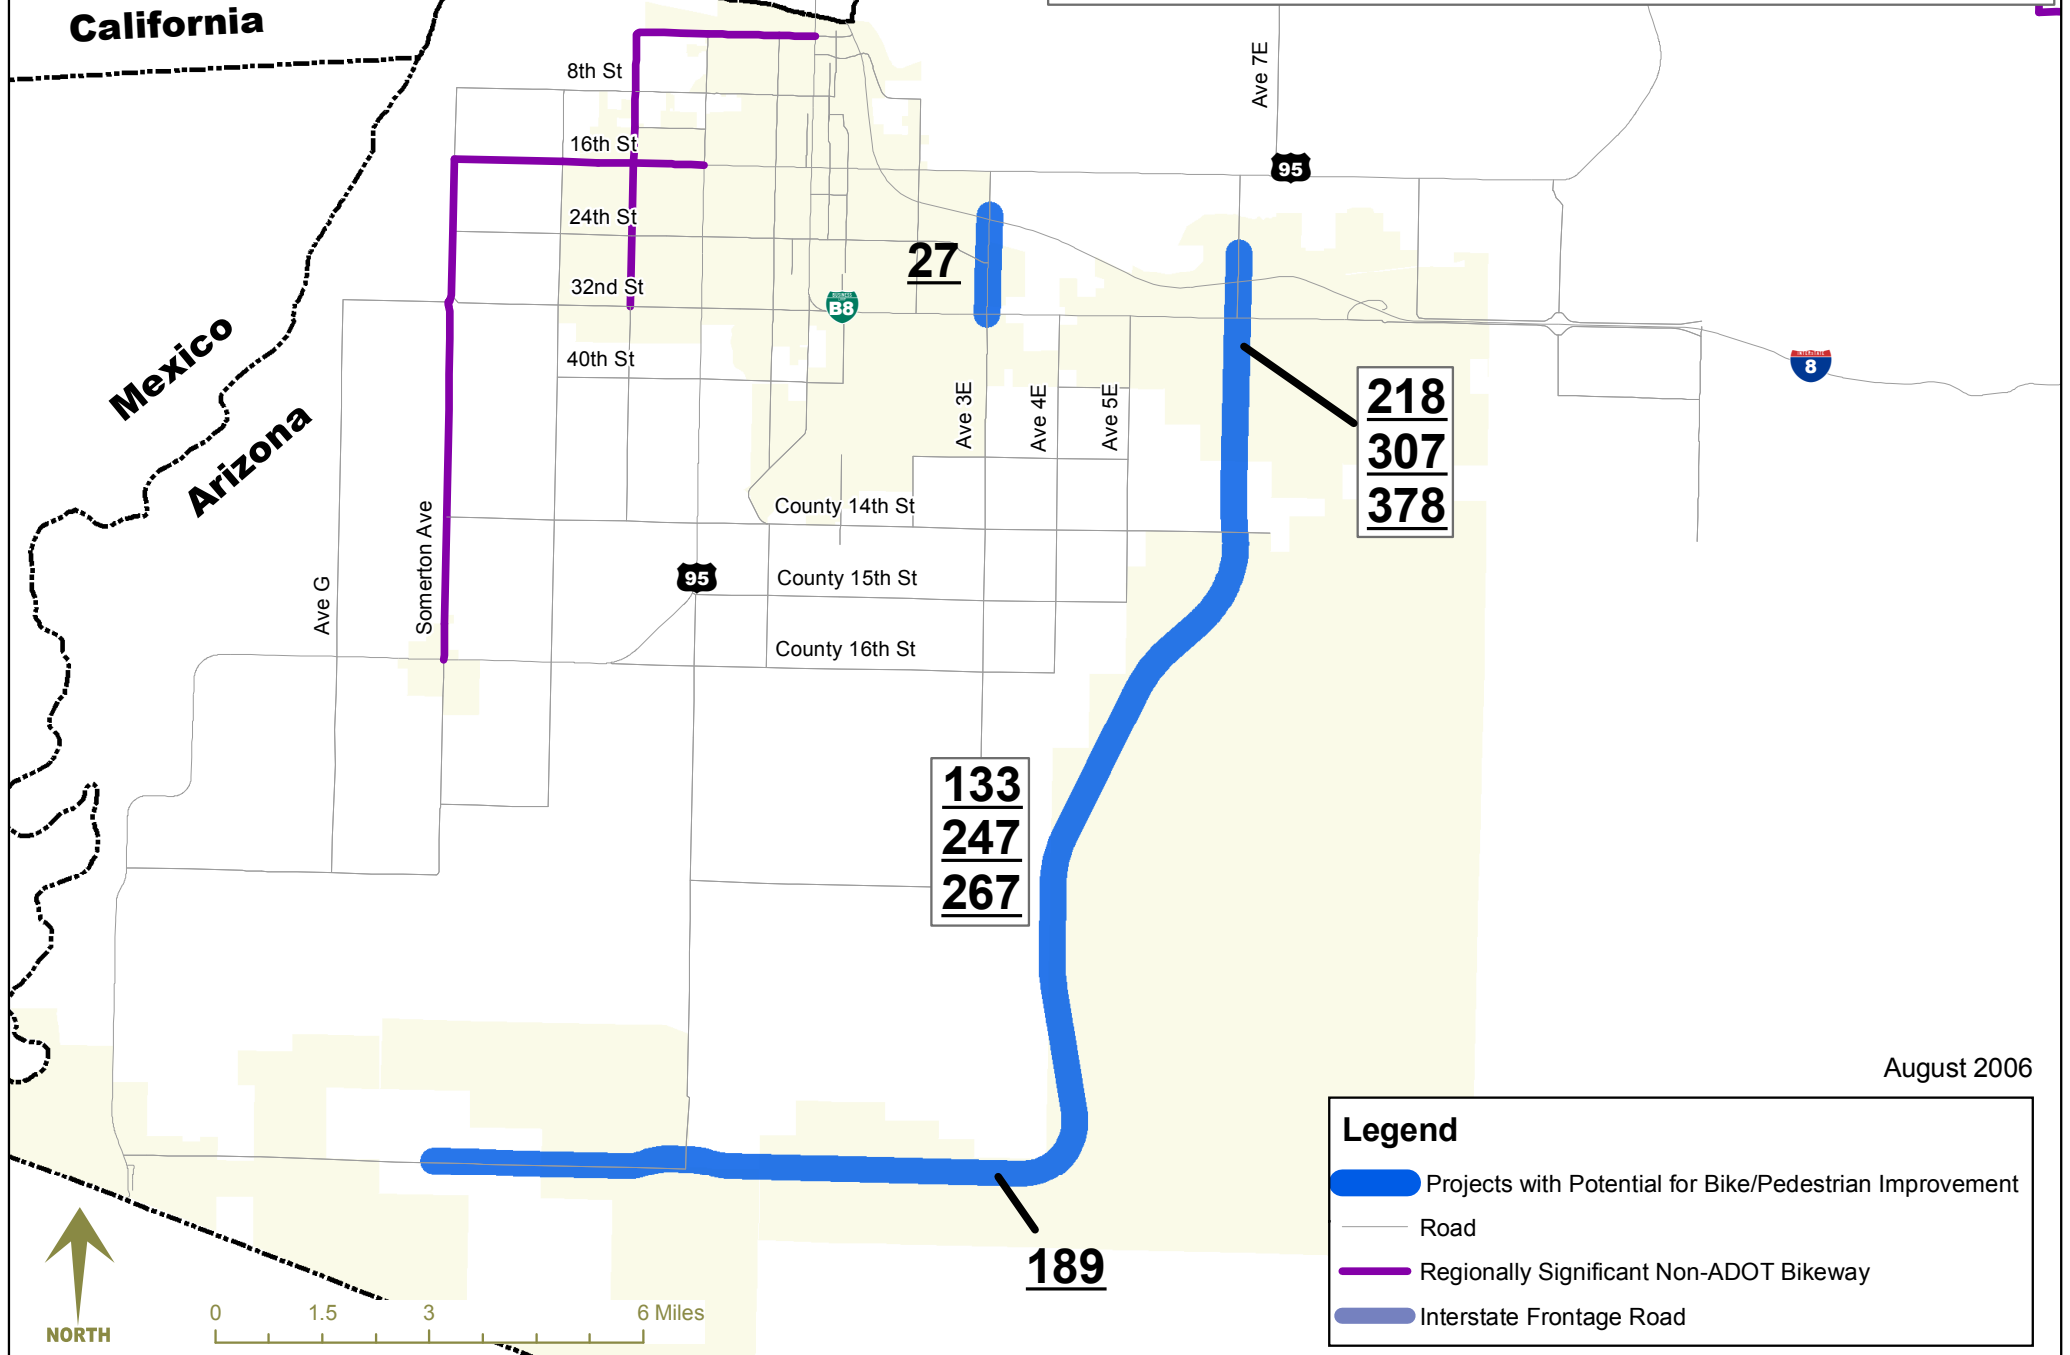 California
Ave 7E
8th St
16th St
95
24th St
27
32nd St
BUSINESS
B8
Mexico
40th St
INTERSTATE
8
Arizona
Ave 3E
Ave 4E
Ave 5E
218
307
378
County 14th St
Somerton Ave
Ave G
95
County 15th St
County 16th St
133
247
267
August 2006
189
NORTH
0 1.5 3 6 Miles
Legend
Projects with Potential for Bike/Pedestrian Improvement
Road
Regionally Significant Non-ADOT Bikeway
Interstate Frontage Road